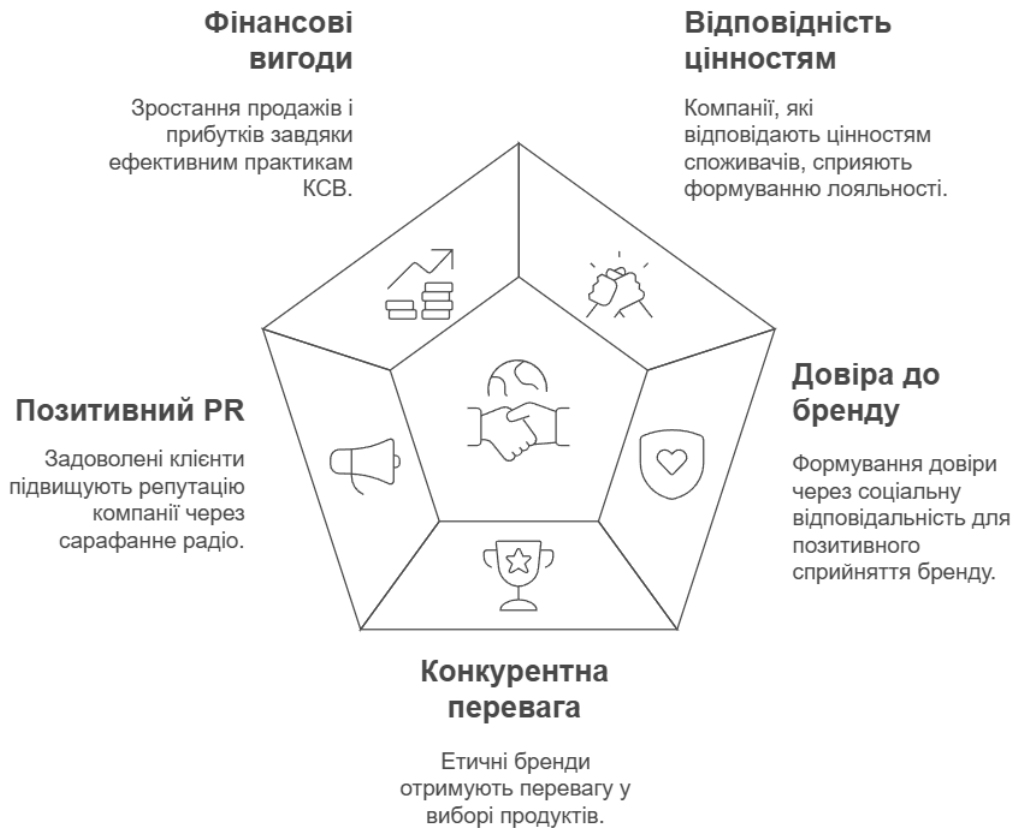 Фінансові
вигоди
Зростання продажів і
прибутків завдяки
ефективним практикам
КСВ.
Відповідність
цінностям
Компанії, які
відповідають цінностям
споживачів, сприяють
формуванню лояльності.
Позитивний PR
Задоволені клієнти
підвищують репутацію
компанії через
сарафанне радіо.
Довіра до
бренду
Формування довіри
через соціальну
відповідальність для
позитивного
сприйняття бренду.
Конкурентна
перевага
Етичні бренди
отримують перевагу у
виборі продуктів.